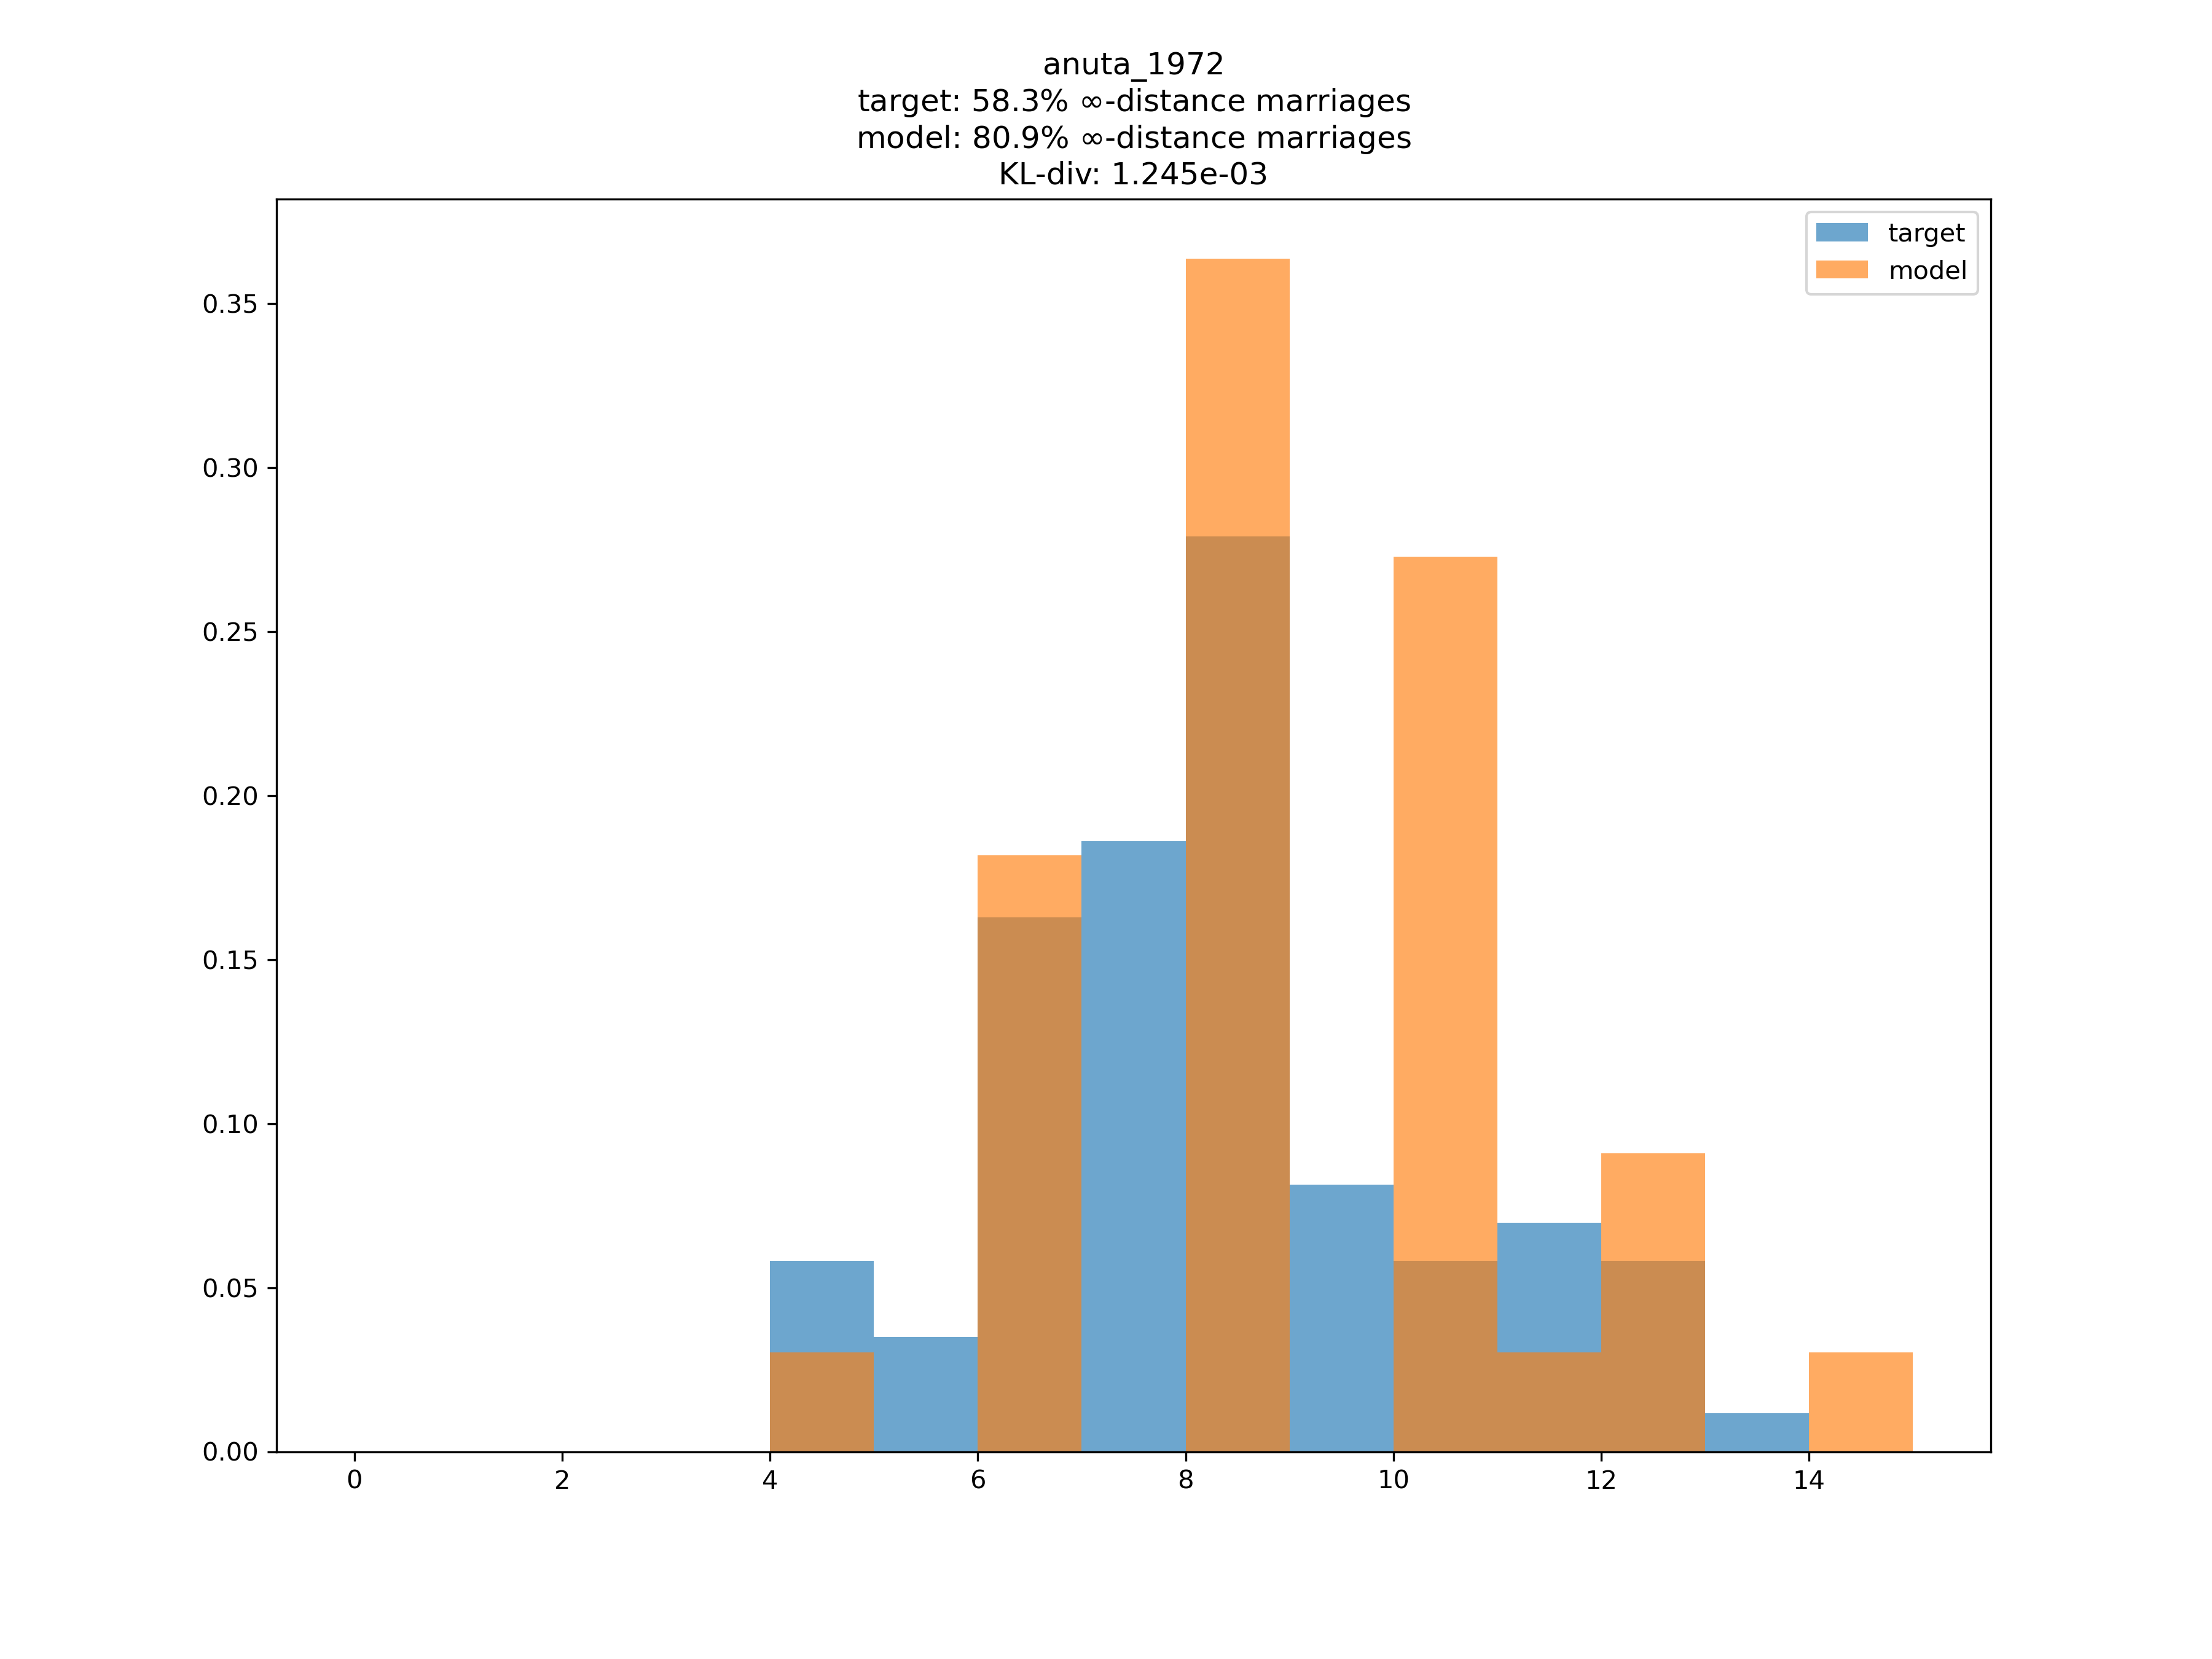 anuta_1972
target: 58.3% ∞-distance marriages
model: 80.9% ∞-distance marriages
KL-div: 1.245e-03
target
model
0.35
0.30
0.25
0.20
0.15
0.10
0.05
0.00
0 2 4 6 8 10 12 14